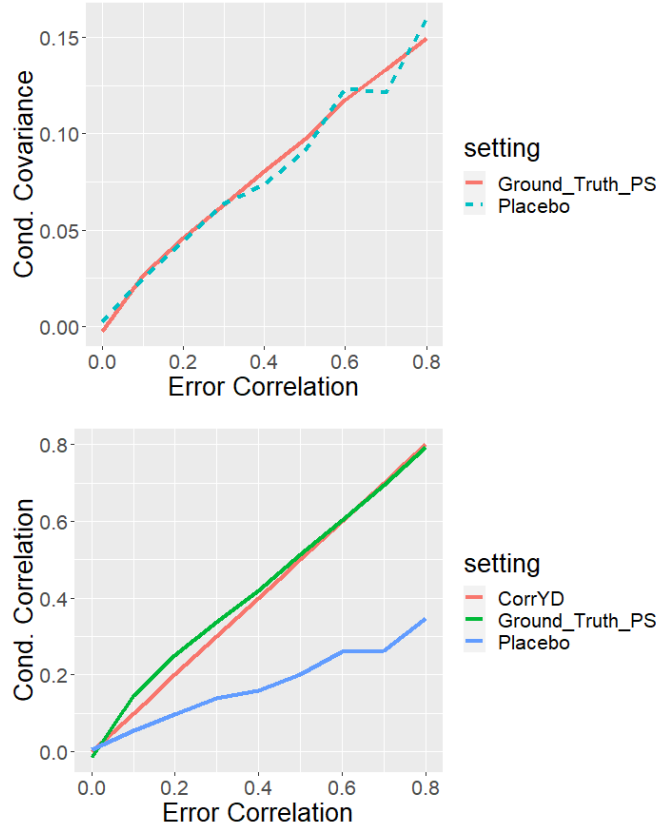 0.15
0.10
0.05
0.00
Cond. Covariance
0.0 0.2 0.4 0.6 0.8
Error Correlation
setting
Ground_Truth_PS
Placebo
0.8
0.6
0.4
0.2
0.0
Cond. Correlation
0.0 0.2 0.4 0.6 0.8
Error Correlation
setting
CorrYD
Ground_Truth_PS
Placebo